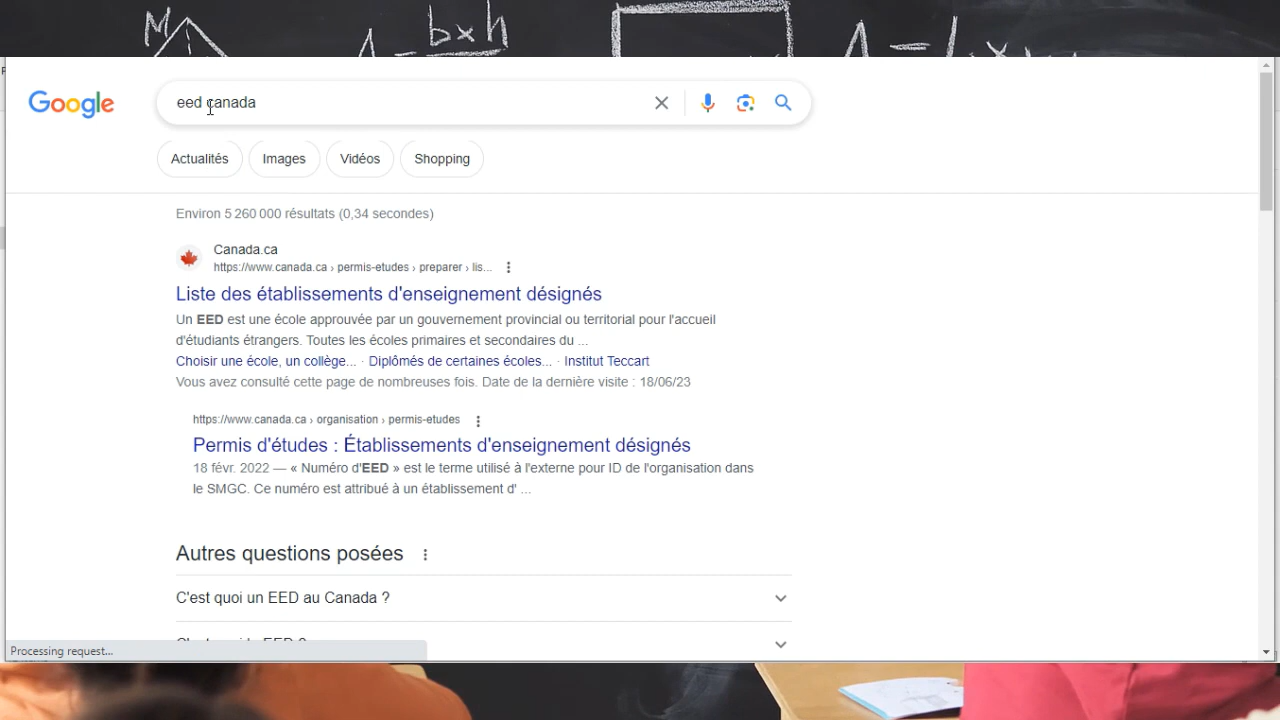 M
A = bxh
Google
eed canada
Actualités
Images
Vidéos
Shopping
Environ 5 260 000 résultats (0,34 secondes)
Canada.ca
https://www.canada.ca › permis-etudes › preparer › lis...
Liste des établissements d'enseignement désignés
Un EED est une école approuvée par un gouvernement provincial ou territorial pour l'accueil
d'étudiants étrangers. Toutes les écoles primaires et secondaires du ...
Choisir une école, un collège... · Diplômés de certaines écoles... · Institut Teccart
Vous avez consulté cette page de nombreuses fois. Date de la dernière visite : 18/06/23
https://www.canada.ca › organisation › permis-etudes
Permis d'études : Établissements d'enseignement désignés
18 févr. 2022 — « Numéro d'EED » est le terme utilisé à l'externe pour ID de l'organisation dans
le SMGC. Ce numéro est attribué à un établissement d' ...
Autres questions posées
C'est quoi un EED au Canada ?
Processing request...